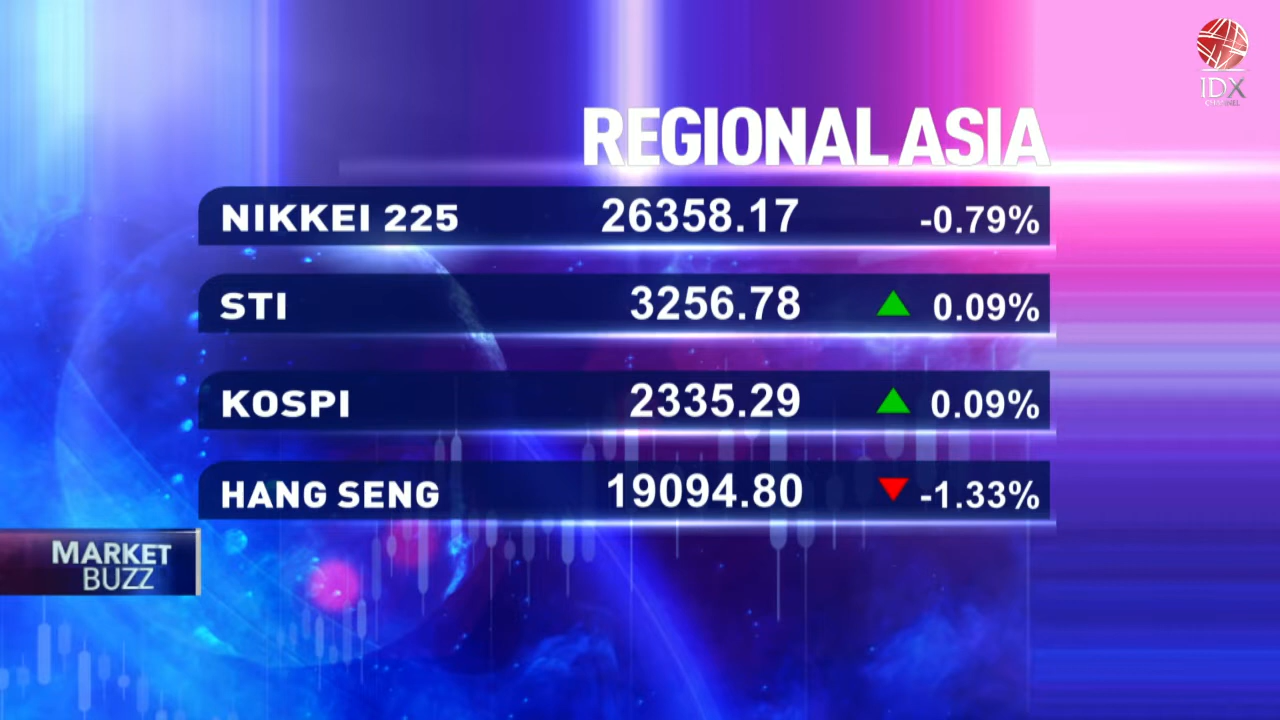 IDX
CHANNEL
REGIONAL ASIA
NIKKEI 225 26358.17 -0.79%
STI 3256.78 0.09%
KOSPI 2335.29 0.09%
HANG SENG 19094.80 -1.33%
MARKET
BUZZ